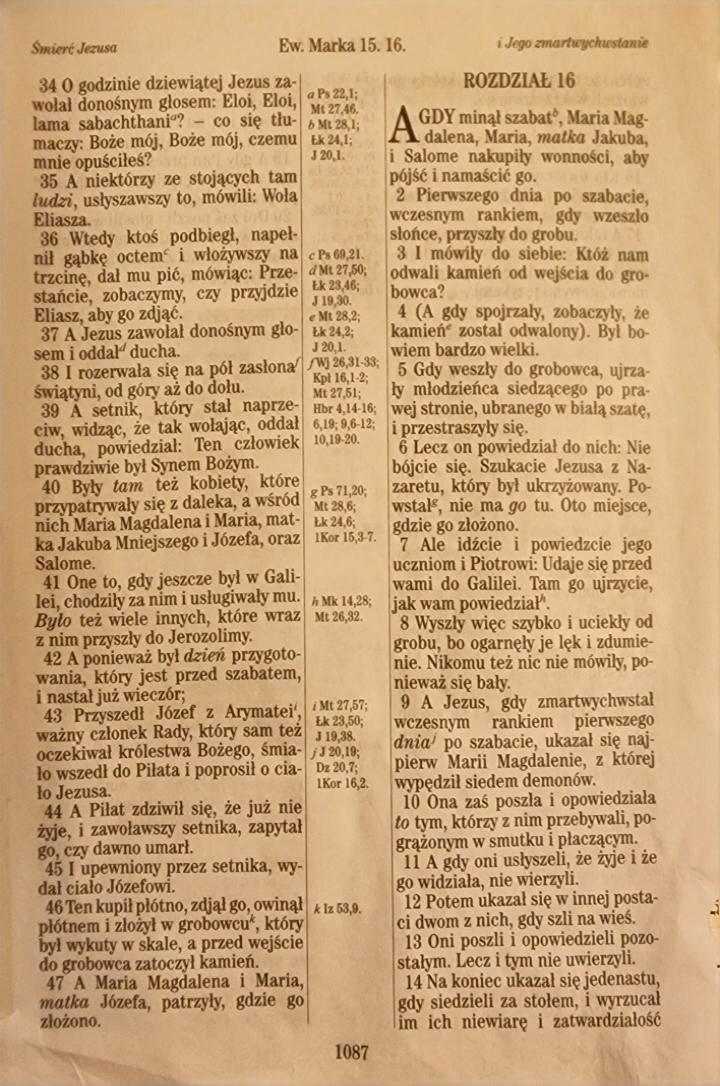 Śmierć Jezusa
Ew. Marka 15. 16.
i Jego zmartwychwstanie
34 O godzinie dziewiątej Jezus za-
wołał donośnym głosem: Eloi, Eloi,
lama sabachthaniᵃ? – co się tłu-
maczy: Boże mój, Boże mój, czemu
mnie opuściłeś?
35 A niektórzy ze stojących tam
ludzi, usłyszawszy to, mówili: Woła
Eliasza.
36 Wtedy ktoś podbiegł, napeł-
nił gąbkę octemᶜ i włożywszy na
trzcinę, dał mu pić, mówiąc: Prze-
stańcie, zobaczymy, czy przyjdzie
Eliasz, aby go zdjąć.
37 A Jezus zawołał donośnym gło-
sem i oddałᵈ ducha.
38 I rozerwała się na pół zasłonaᶠ
świątyni, od góry aż do dołu.
39 A setnik, który stał naprze-
ciw, widząc, że tak wołając, oddał
ducha, powiedział: Ten człowiek
prawdziwie był Synem Bożym.
40 Były tam też kobiety, które
przypatrywały się z daleka, a wśród
nich Maria Magdalena i Maria, mat-
ka Jakuba Mniejszego i Józefa, oraz
Salome.
41 One to, gdy jeszcze był w Gali-
lei, chodziły za nim i usługiwały mu.
Było też wiele innych, które wraz
z nim przyszły do Jerozolimy.
42 A ponieważ był dzień przygoto-
wania, który jest przed szabatem,
i nastał już wieczór;
43 Przyszedł Józef z Arymateiⁱ,
ważny członek Rady, który sam też
oczekiwał królestwa Bożego, śmia-
ło wszedł do Piłata i poprosił o cia-
ło Jezusa.
44 A Piłat zdziwił się, że już nie
żyje, i zawoławszy setnika, zapytał
go, czy dawno umarł.
45 I upewniony przez setnika, wy-
dał ciało Józefowi.
46 Ten kupił płótno, zdjął go, owinął
płótnem i złożył w grobowcuᵏ, który
był wykuty w skale, a przed wejście
do grobowca zatoczył kamień.
47 A Maria Magdalena i Maria,
matka Józefa, patrzyły, gdzie go
złożono.
a Ps 22,1;
Mt 27,46.
b Mt 28,1;
Łk 24,1;
J 20,1.
c Ps 69,21.
d Mt 27,50;
Łk 23,46;
J 19,30.
e Mt 28,2;
Łk 24,2;
J 20,1.
f Wj 26,31-33;
Kpł 16,1-2;
Mt 27,51;
Hbr 4,14-16;
6,19; 9,6-12;
10,19-20.
g Ps 71,20;
Mt 28,6;
Łk 24,6;
1Kor 15,3-7.
h Mk 14,28;
Mt 26,32.
i Mt 27,57;
Łk 23,50;
J 19,38.
j J 20,19;
Dz 20,7;
1Kor 16,2.
k Iz 53,9.
ROZDZIAŁ 16
A GDY minął szabatᵇ, Maria Mag-
dalena, Maria, matka Jakuba,
i Salome nakupiły wonności, aby
pójść i namaścić go.
2 Pierwszego dnia po szabacie,
wczesnym rankiem, gdy wzeszło
słońce, przyszły do grobu.
3 I mówiły do siebie: Któż nam
odwali kamień od wejścia do gro-
bowca?
4 (A gdy spojrzały, zobaczyły, że
kamieńᵉ został odwalony). Był bo-
wiem bardzo wielki.
5 Gdy weszły do grobowca, ujrza-
ły młodzieńca siedzącego po pra-
wej stronie, ubranego w białą szatę,
i przestraszyły się.
6 Lecz on powiedział do nich: Nie
bójcie się. Szukacie Jezusa z Na-
zaretu, który był ukrzyżowany. Po-
wstałᵍ, nie ma go tu. Oto miejsce,
gdzie go złożono.
7 Ale idźcie i powiedzcie jego
uczniom i Piotrowi: Udaje się przed
wami do Galilei. Tam go ujrzycie,
jak wam powiedziałʰ.
8 Wyszły więc szybko i uciekły od
grobu, bo ogarnęły je lęk i zdumie-
nie. Nikomu też nic nie mówiły, po-
nieważ się bały.
9 A Jezus, gdy zmartwychwstał
wczesnym rankiem pierwszego
dniaʲ po szabacie, ukazał się naj-
pierw Marii Magdalenie, z której
wypędził siedem demonów.
10 Ona zaś poszła i opowiedziała
to tym, którzy z nim przebywali, po-
grążonym w smutku i płaczącym.
11 A gdy oni usłyszeli, że żyje i że
go widziała, nie wierzyli.
12 Potem ukazał się w innej posta-
ci dwom z nich, gdy szli na wieś.
13 Oni poszli i opowiedzieli pozo-
stałym. Lecz i tym nie uwierzyli.
14 Na koniec ukazał się jedenastu,
gdy siedzieli za stołem, i wyrzucał
im ich niewiarę i zatwardziałość
1087